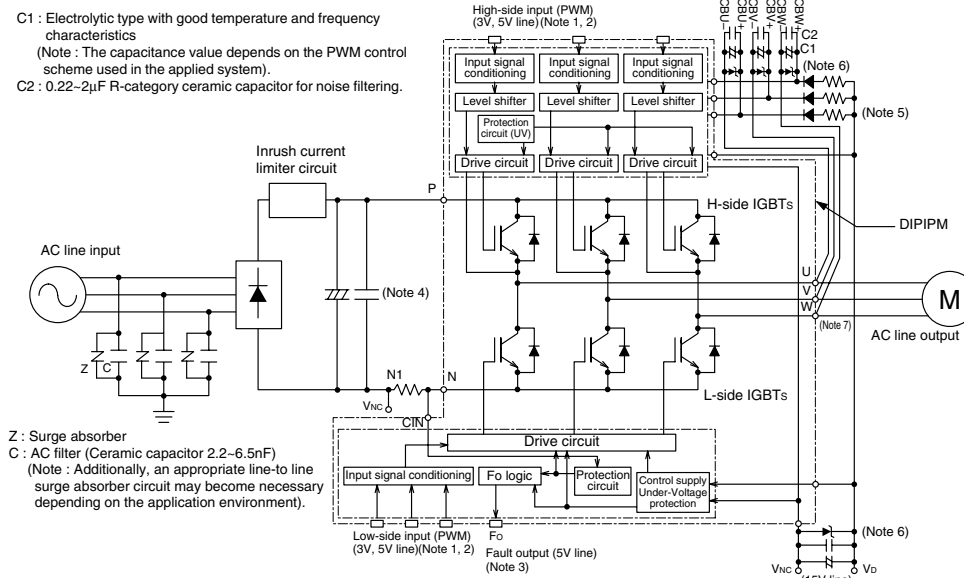 C1 : Electrolytic type with good temperature and frequency
characteristics
(Note : The capacitance value depends on the PWM control
scheme used in the applied system).
C2 : 0.22~2μF R-category ceramic capacitor for noise filtering.
High-side input (PWM)
(3V, 5V line)(Note 1, 2)
CBU–
CBU+
CBV–
CBV+
CBW–
CBW+
C2
C1
(Note 6)
(Note 5)
Input signal
conditioning
Input signal
conditioning
Input signal
conditioning
Level shifter
Level shifter
Level shifter
Protection
circuit (UV)
Drive circuit
Drive circuit
Drive circuit
Inrush current
limiter circuit
P
H-side IGBTS
DIPIPM
AC line input
(Note 4)
U
V
W
(Note 7)
M
AC line output
Z
C
N1
N
VNC
CIN
L-side IGBTS
Z : Surge absorber
C : AC filter (Ceramic capacitor 2.2~6.5nF)
(Note : Additionally, an appropriate line-to line
surge absorber circuit may become necessary
depending on the application environment).
Drive circuit
Input signal conditioning
Fo logic
Protection
circuit
Control supply
Under-Voltage
protection
Low-side input (PWM)
(3V, 5V line)(Note 1, 2)
FO
Fault output (5V line)
(Note 3)
(Note 6)
VNC
(15V line)
VD